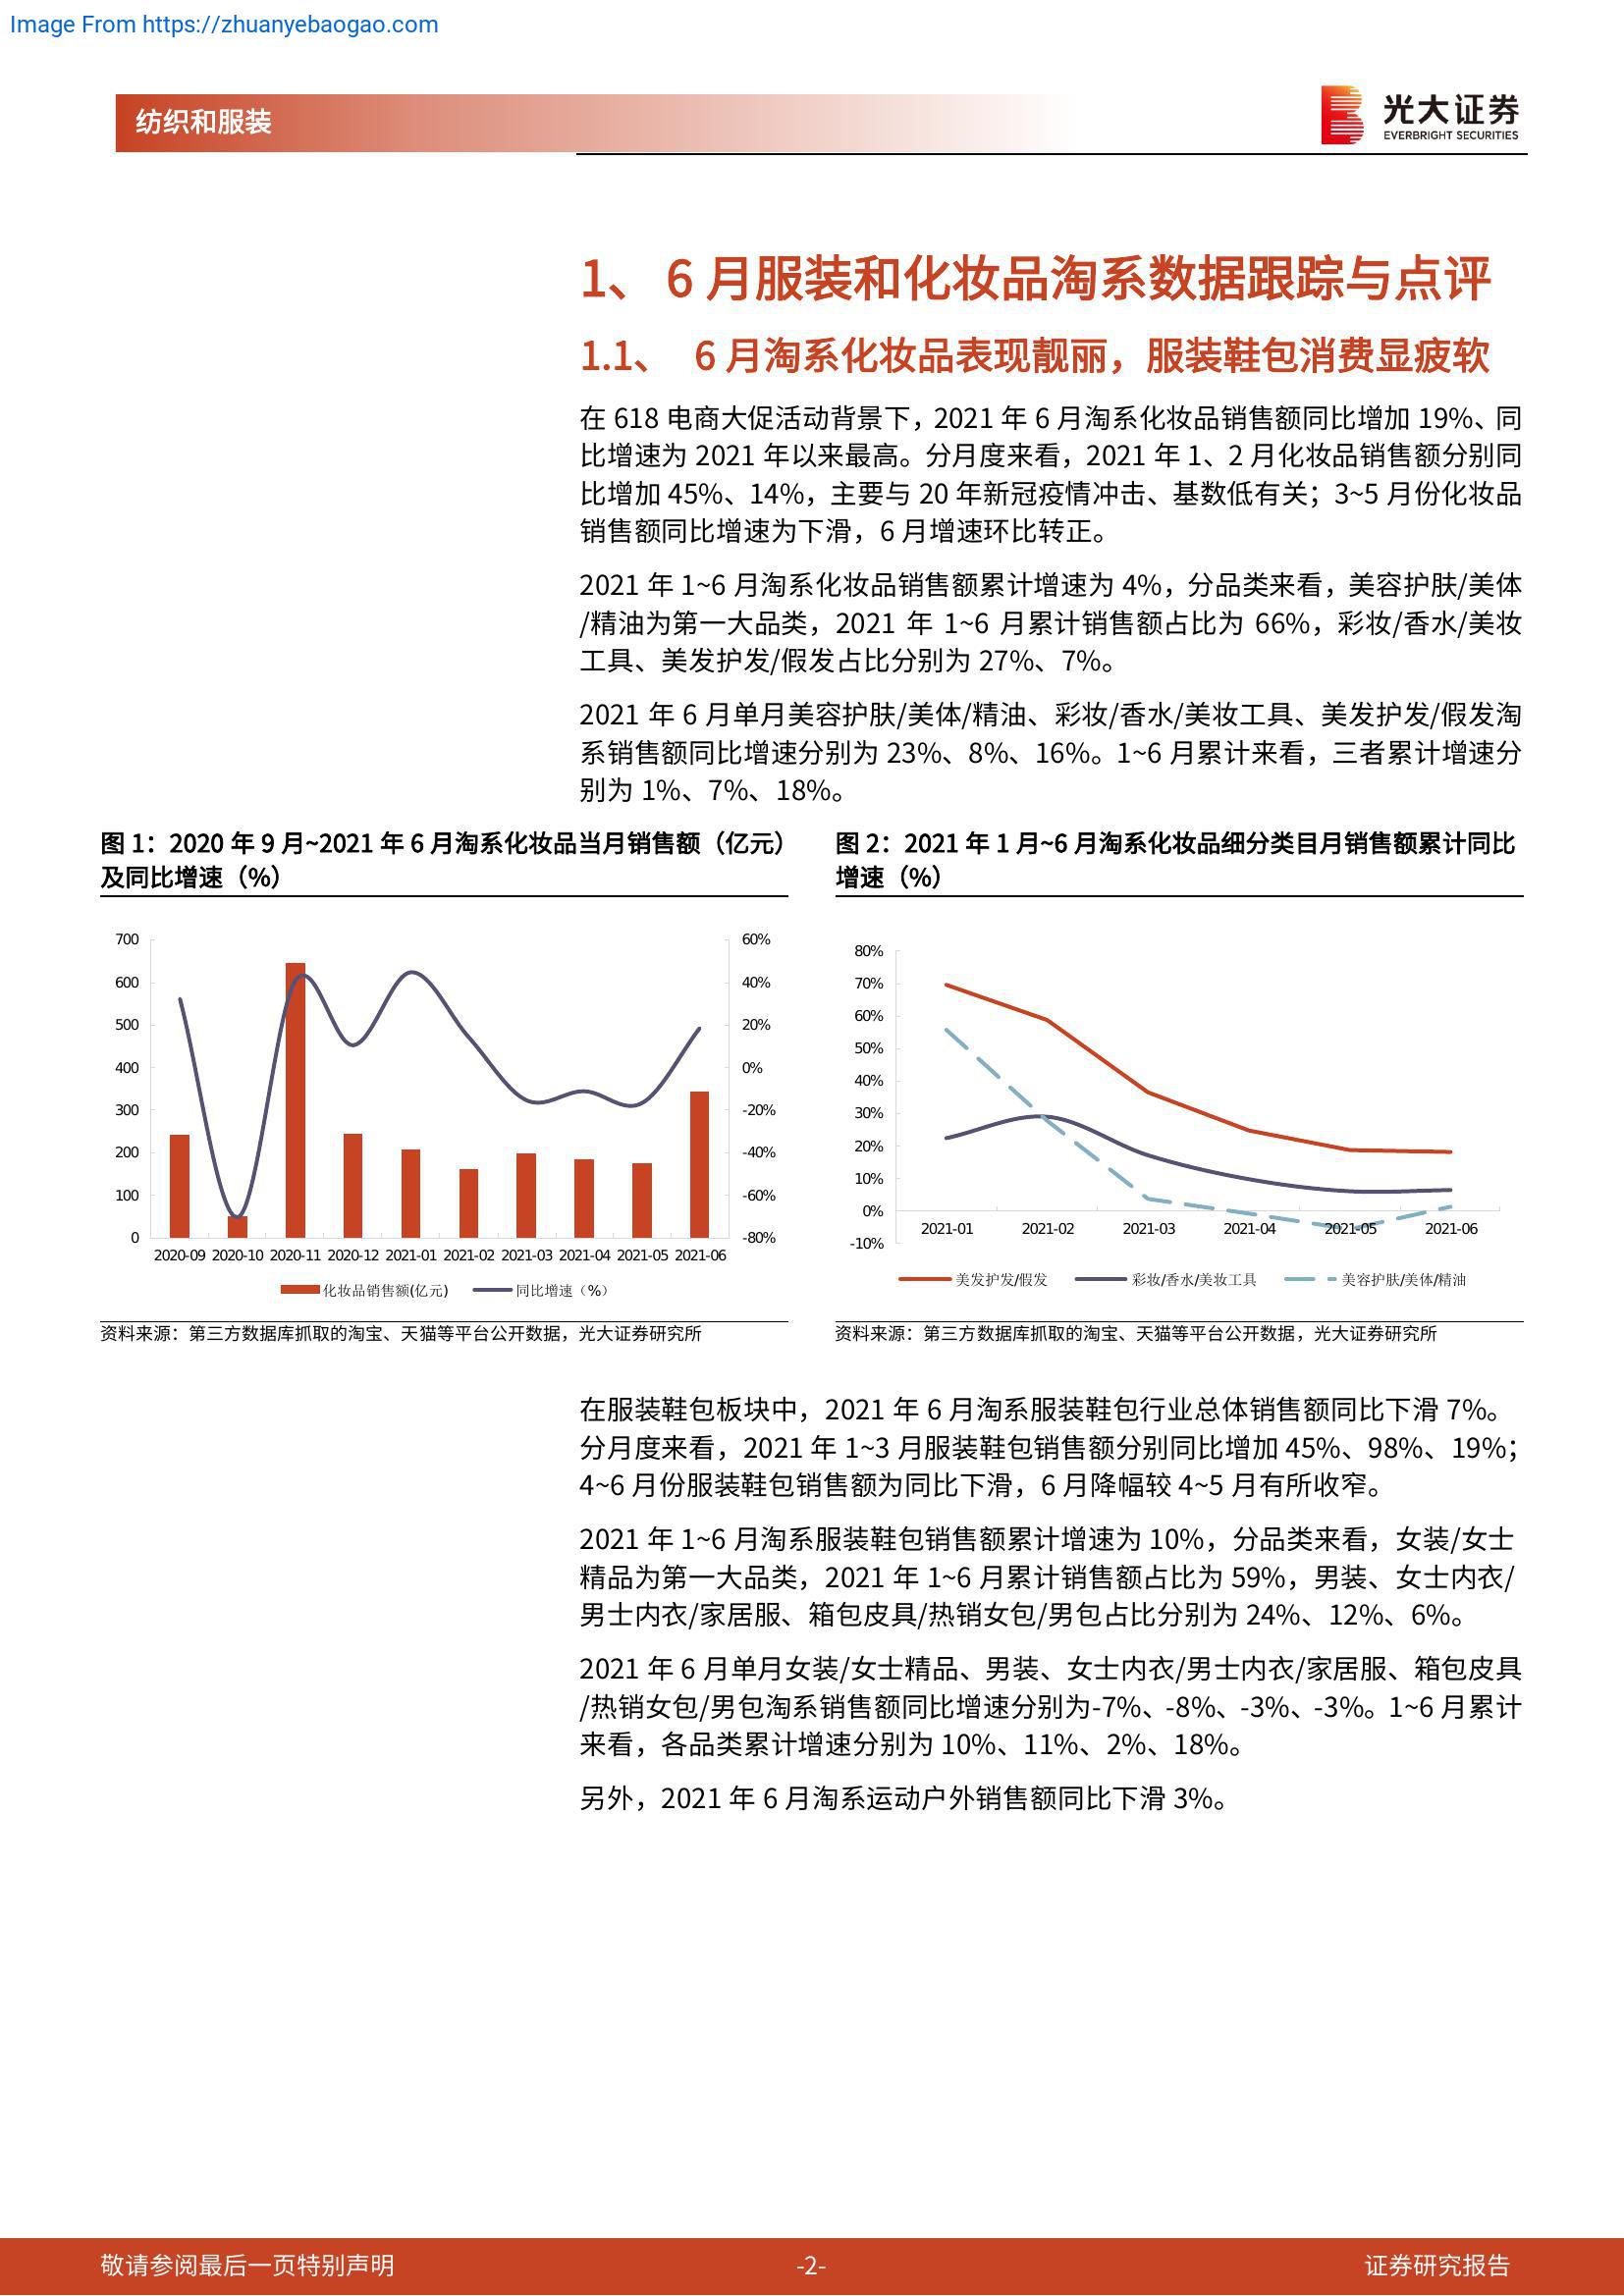 Image From https://zhuanyebaogao.com
纺织和服装
光大证券
EVERBRIGHT SECURITIES
1、 6 月服装和化妆品淘系数据跟踪与点评
1.1、 6 月淘系化妆品表现靓丽，服装鞋包消费显疲软
在 618 电商大促活动背景下，2021 年 6 月淘系化妆品销售额同比增加 19%、同
比增速为 2021 年以来最高。分月度来看，2021 年 1、2 月化妆品销售额分别同
比增加 45%、14%，主要与 20 年新冠疫情冲击、基数低有关；3~5 月份化妆品
销售额同比增速为下滑，6 月增速环比转正。
2021 年 1~6 月淘系化妆品销售额累计增速为 4%，分品类来看，美容护肤/美体
/精油为第一大品类，2021 年 1~6 月累计销售额占比为 66%，彩妆/香水/美妆
工具、美发护发/假发占比分别为 27%、7%。
2021 年 6 月单月美容护肤/美体/精油、彩妆/香水/美妆工具、美发护发/假发淘
系销售额同比增速分别为 23%、8%、16%。1~6 月累计来看，三者累计增速分
别为 1%、7%、18%。
图 1：2020 年 9 月~2021 年 6 月淘系化妆品当月销售额（亿元）
及同比增速（%）
700
600
500
400
300
200
100
0
60%
40%
20%
0%
-20%
-40%
-60%
-80%
2020-09 2020-10 2020-11 2020-12 2021-01 2021-02 2021-03 2021-04 2021-05 2021-06
化妆品销售额(亿元) 同比增速（%）
资料来源：第三方数据库抓取的淘宝、天猫等平台公开数据，光大证券研究所
图 2：2021 年 1 月~6 月淘系化妆品细分类目月销售额累计同比
增速（%）
80%
70%
60%
50%
40%
30%
20%
10%
0%
-10%
2021-01 2021-02 2021-03 2021-04 2021-05 2021-06
美发护发/假发 彩妆/香水/美妆工具 美容护肤/美体/精油
资料来源：第三方数据库抓取的淘宝、天猫等平台公开数据，光大证券研究所
在服装鞋包板块中，2021 年 6 月淘系服装鞋包行业总体销售额同比下滑 7%。
分月度来看，2021 年 1~3 月服装鞋包销售额分别同比增加 45%、98%、19%；
4~6 月份服装鞋包销售额为同比下滑，6 月降幅较 4~5 月有所收窄。
2021 年 1~6 月淘系服装鞋包销售额累计增速为 10%，分品类来看，女装/女士
精品为第一大品类，2021 年 1~6 月累计销售额占比为 59%，男装、女士内衣/
男士内衣/家居服、箱包皮具/热销女包/男包占比分别为 24%、12%、6%。
2021 年 6 月单月女装/女士精品、男装、女士内衣/男士内衣/家居服、箱包皮具
/热销女包/男包淘系销售额同比增速分别为-7%、-8%、-3%、-3%。1~6 月累计
来看，各品类累计增速分别为 10%、11%、2%、18%。
另外，2021 年 6 月淘系运动户外销售额同比下滑 3%。
敬请参阅最后一页特别声明
-2-
证券研究报告